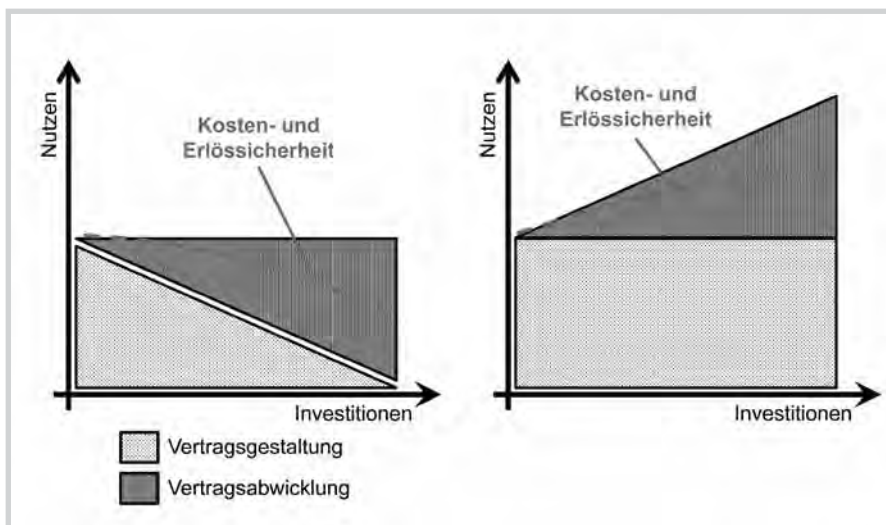 Nutzen
Kosten- und
Erlössicherheit
Investitionen
Nutzen
Kosten- und
Erlössicherheit
Investitionen
Vertragsgestaltung
Vertragsabwicklung